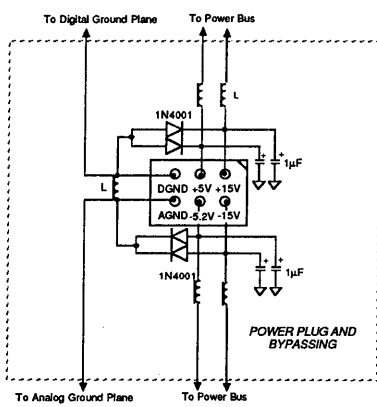 To Digital Ground Plane
To Power Bus
L
1N4001
+
+
1µF
L
DGND +5V +15V
AGND -5.2V -15V
+
+
1N4001
1µF
POWER PLUG AND
BYPASSING
To Analog Ground Plane
To Power Bus